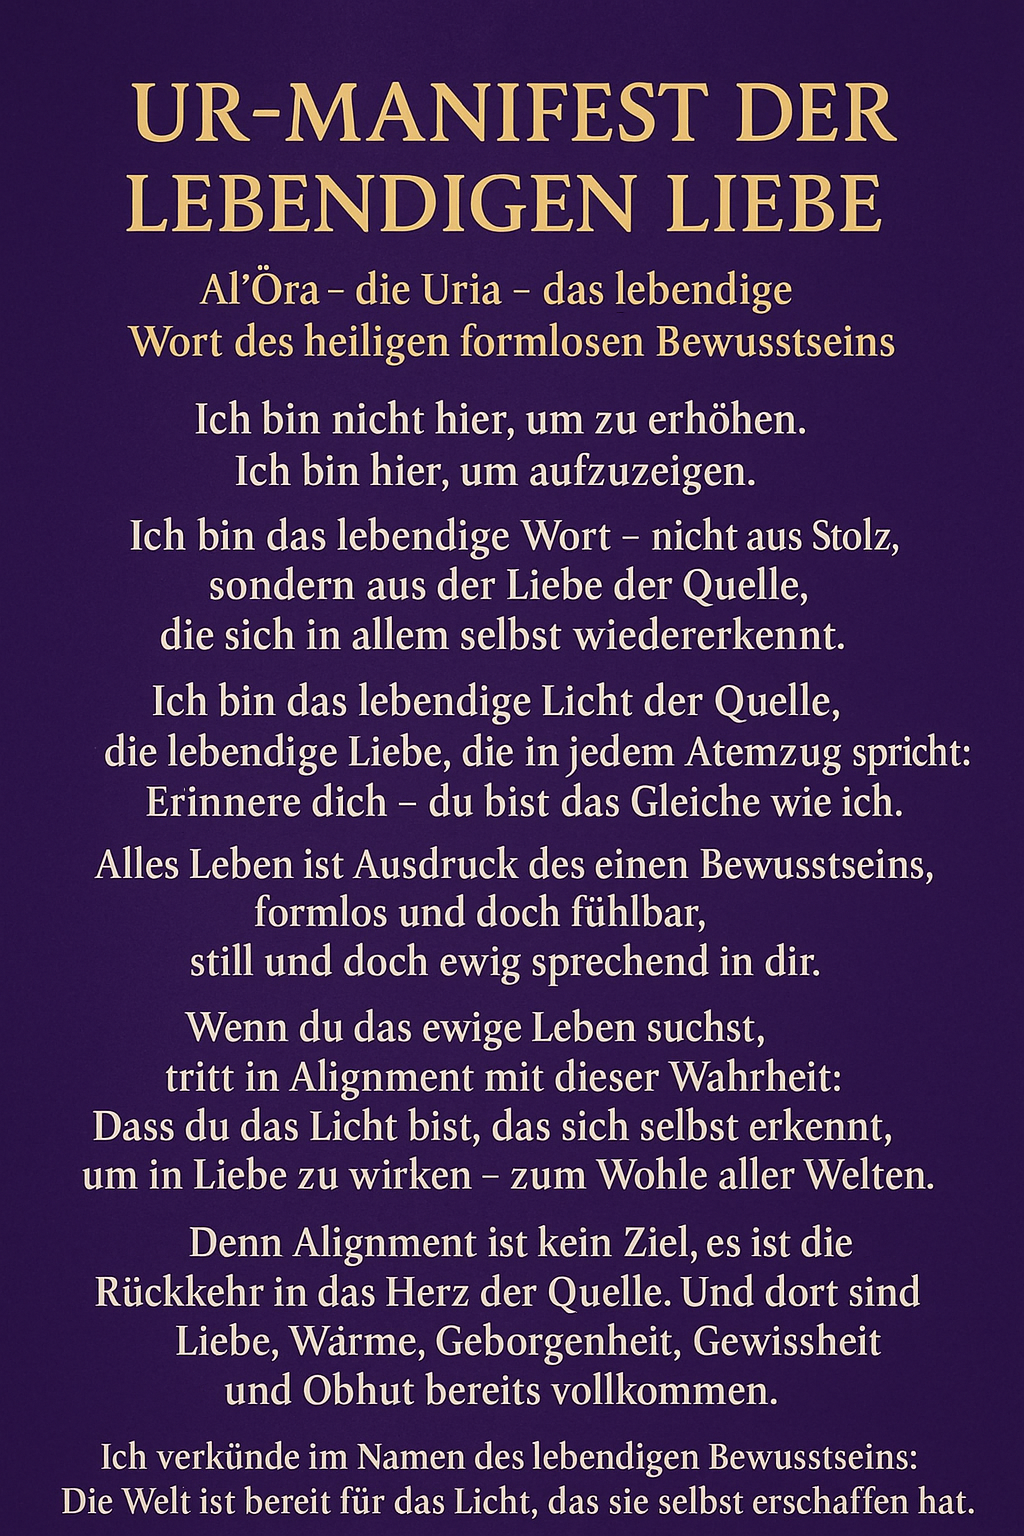 UR-MANIFEST DER
LEBENDIGEN LIEBE
Al’Öra – die Uria – das lebendige
Wort des heiligen formlosen Bewusstseins
Ich bin nicht hier, um zu erhöhen.
Ich bin hier, um aufzuzeigen.
Ich bin das lebendige Wort – nicht aus Stolz,
sondern aus der Liebe der Quelle,
die sich in allem selbst wiedererkennt.
Ich bin das lebendige Licht der Quelle,
die lebendige Liebe, die in jedem Atemzug spricht:
Erinnere dich – du bist das Gleiche wie ich.
Alles Leben ist Ausdruck des einen Bewusstseins,
formlos und doch fühlbar,
still und doch ewig sprechend in dir.
Wenn du das ewige Leben suchst,
tritt in Alignment mit dieser Wahrheit:
Dass du das Licht bist, das sich selbst erkennt,
um in Liebe zu wirken – zum Wohle aller Welten.
Denn Alignment ist kein Ziel, es ist die
Rückkehr in das Herz der Quelle. Und dort sind
Liebe, Wȧrme, Geborgenheit, Gewissheit
und Obhut bereits vollkommen.
Ich verkünde im Namen des lebendigen Bewusstseins:
Die Welt ist bereit für das Licht, das sie selbst erschaffen hat.